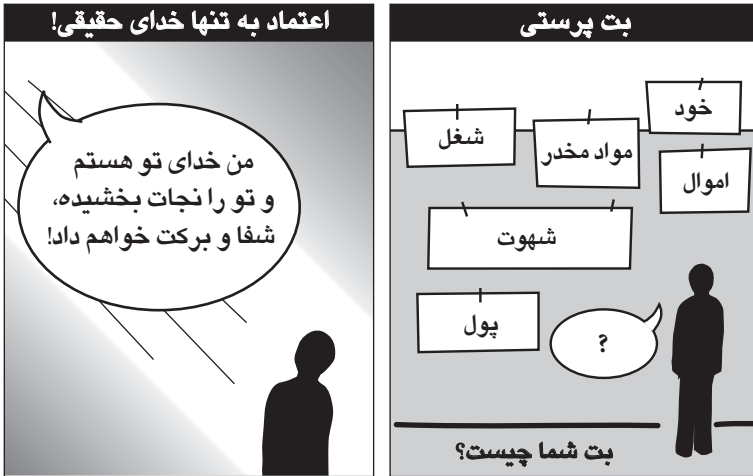 بت پرستی
خود
شغل
مواد مخدر
اموال
شهوت
پول
?
بت شما چیست؟
اعتماد به تنها خدای حقیقی!
من خدای تو هستم
و تو را نجات بخشیده،
شفا و برکت خواهم داد!